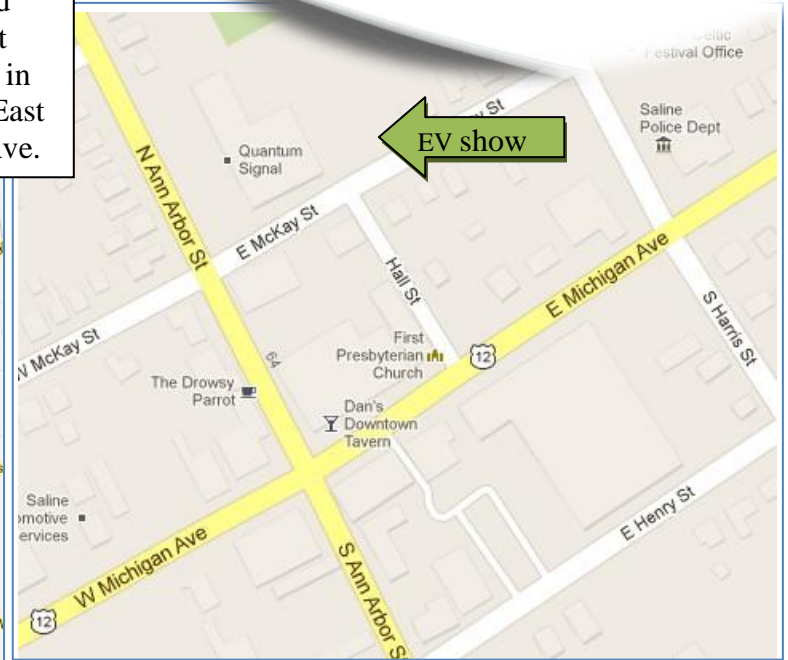 t
in
East
ve.
Celtic
Festival Office
Saline
Police Dept
EV show
y St
Quantum
Signal
N Ann Arbor St
E McKay St
Hall St
E Michigan Ave
S Harris St
First
Presbyterian
Church
12
W McKay St
64
The Drowsy
Parrot
Dan's
Downtown
Tavern
Saline
omotive
ervices
W Michigan Ave
12
S Ann Arbor St
E Henry St